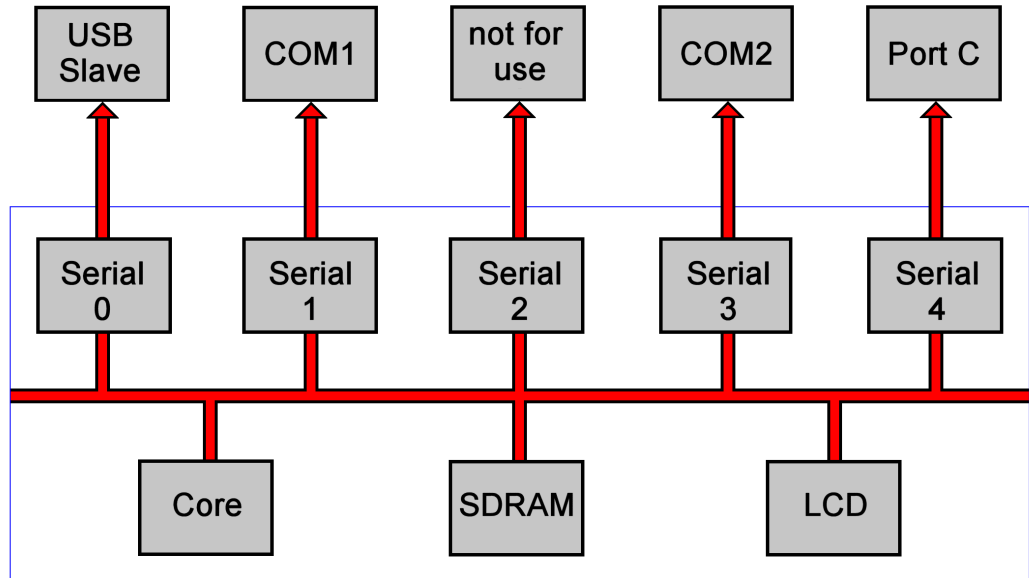 USB
Slave
COM1
not for
use
COM2
Port C
Serial
0
Serial
1
Serial
2
Serial
3
Serial
4
Core
SDRAM
LCD